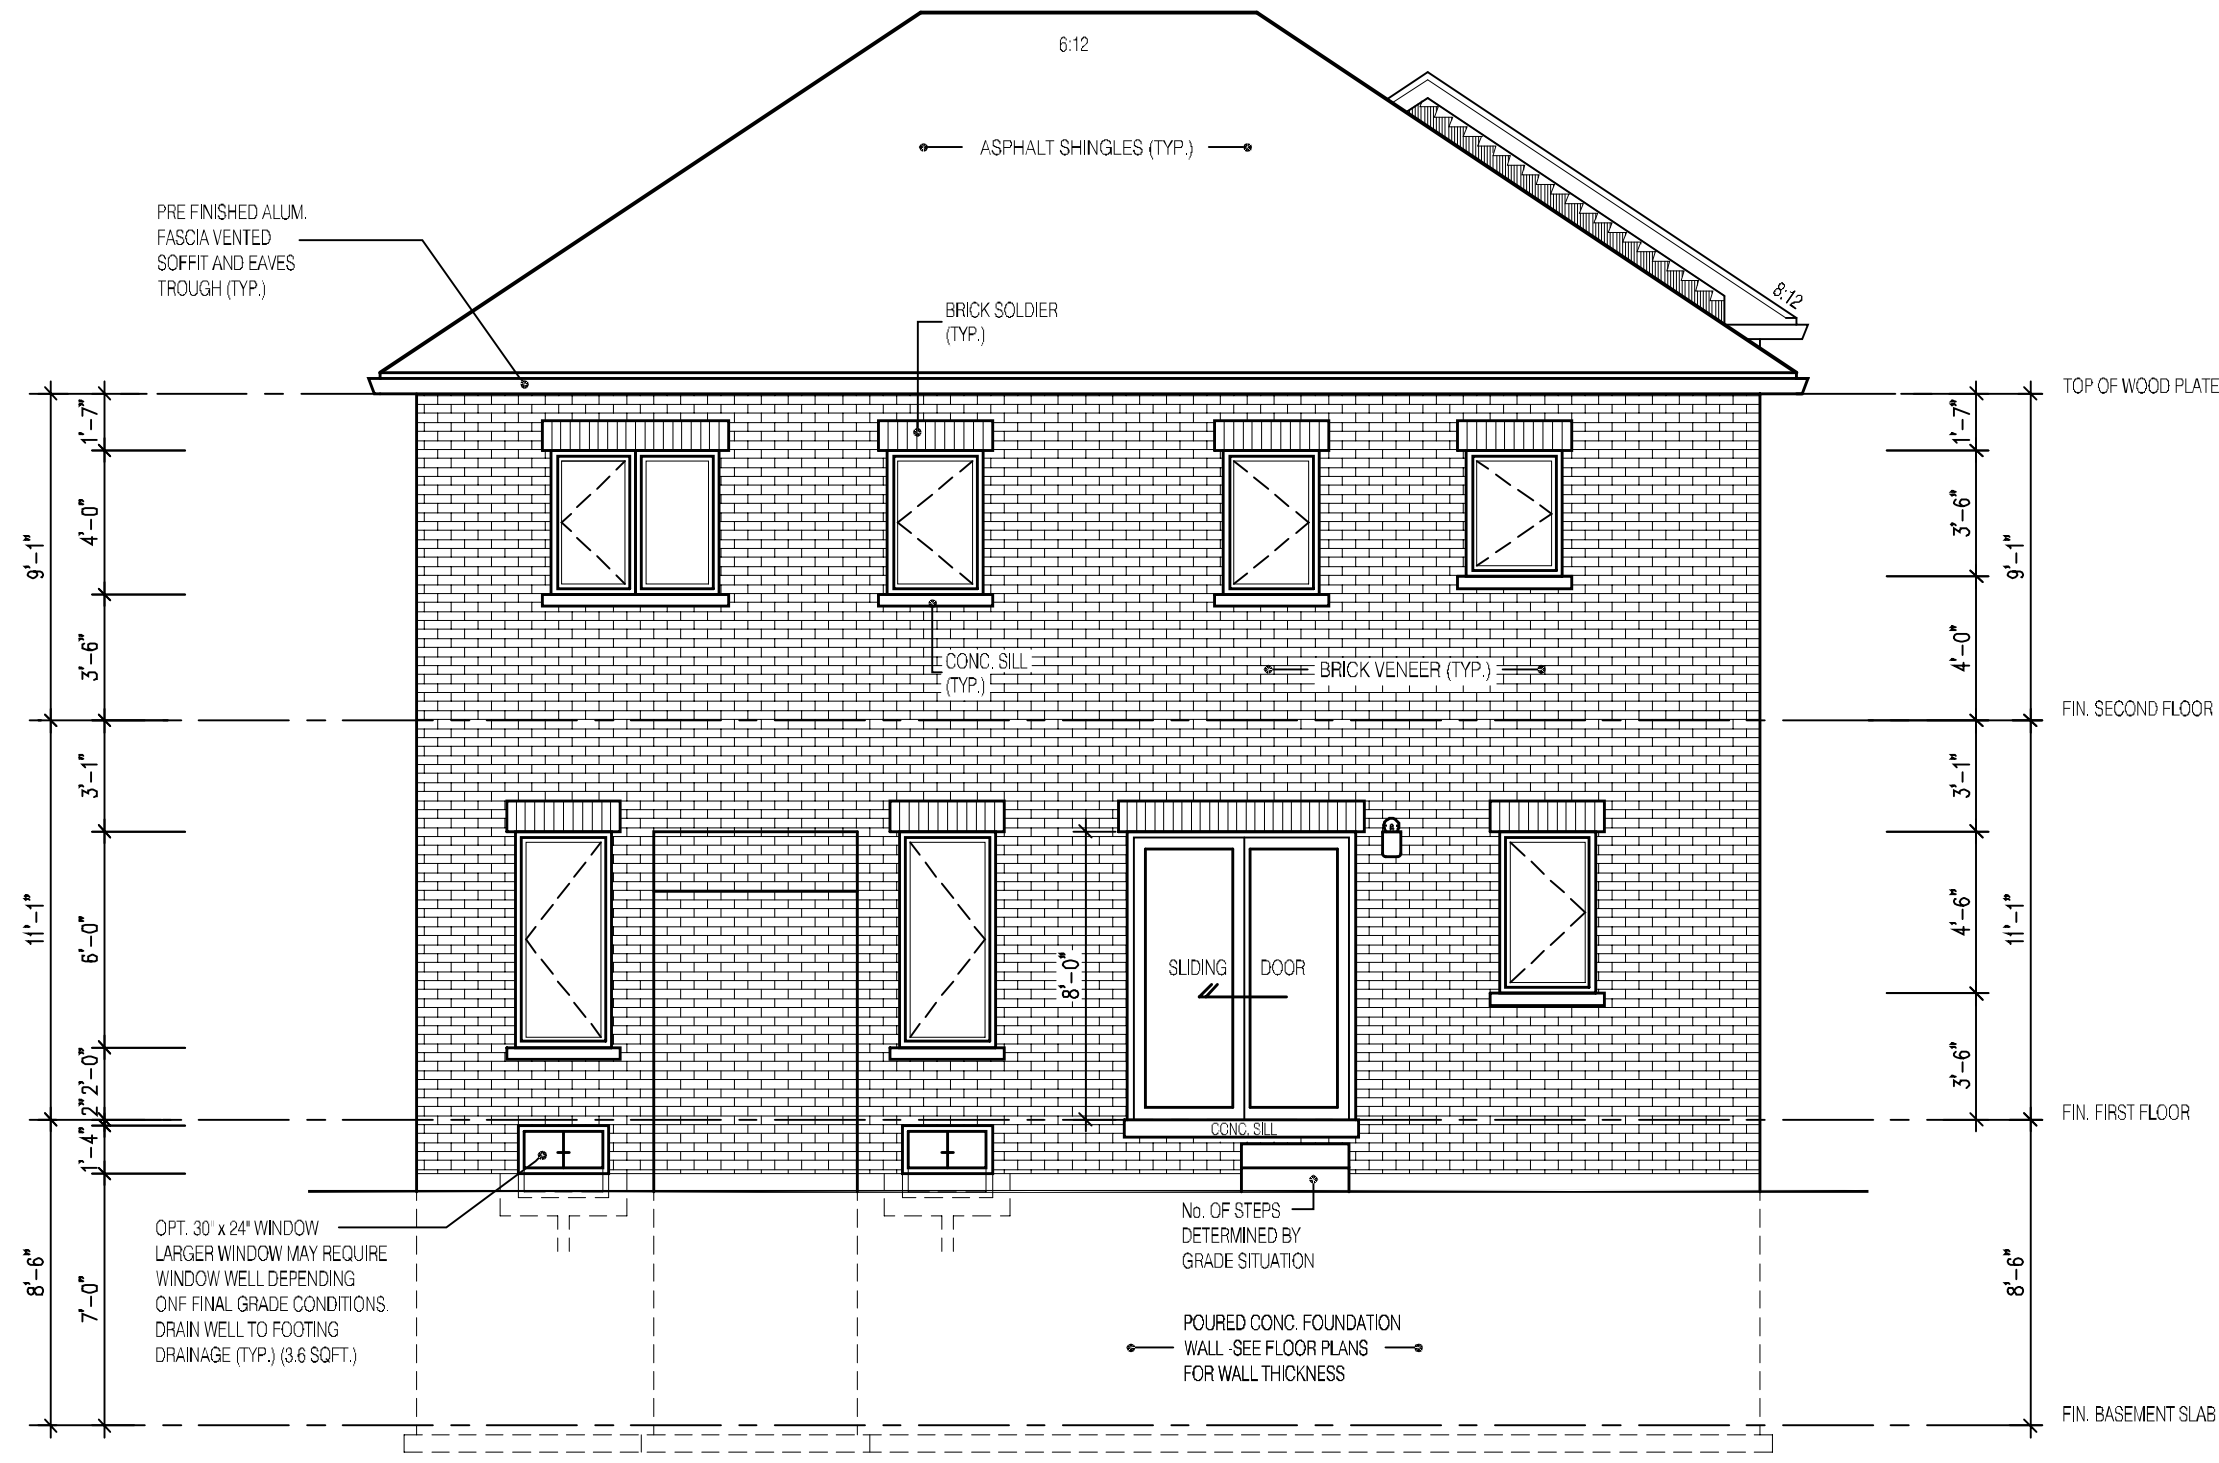 6:12
ASPHALT SHINGLES (TYP.)
PRE FINISHED ALUM.
FASCIA VENTED
SOFFIT AND EAVES
TROUGH (TYP.)
8:12
BRICK SOLDIER
(TYP.)
TOP OF WOOD PLATE
1'-7"
4'-0"
9'-1"
3'-6"
1'-7"
3'-6"
9'-1"
4'-0"
CONC. SILL
(TYP.)
BRICK VENEER (TYP.)
FIN. SECOND FLOOR
3'-1"
11'-1"
6'-0"
2'-0"
2"
8'-0"
SLIDING DOOR
3'-1"
4'-6"
11'-1"
3'-6"
FIN. FIRST FLOOR
CONC. SILL
1'-4"
8'-6"
7'-0"
OPT. 30" x 24" WINDOW
LARGER WINDOW MAY REQUIRE
WINDOW WELL DEPENDING
ONF FINAL GRADE CONDITIONS.
DRAIN WELL TO FOOTING
DRAINAGE (TYP.) (3.6 SQFT.)
No. OF STEPS
DETERMINED BY
GRADE SITUATION
8'-6"
POURED CONC. FOUNDATION
WALL -SEE FLOOR PLANS
FOR WALL THICKNESS
FIN. BASEMENT SLAB